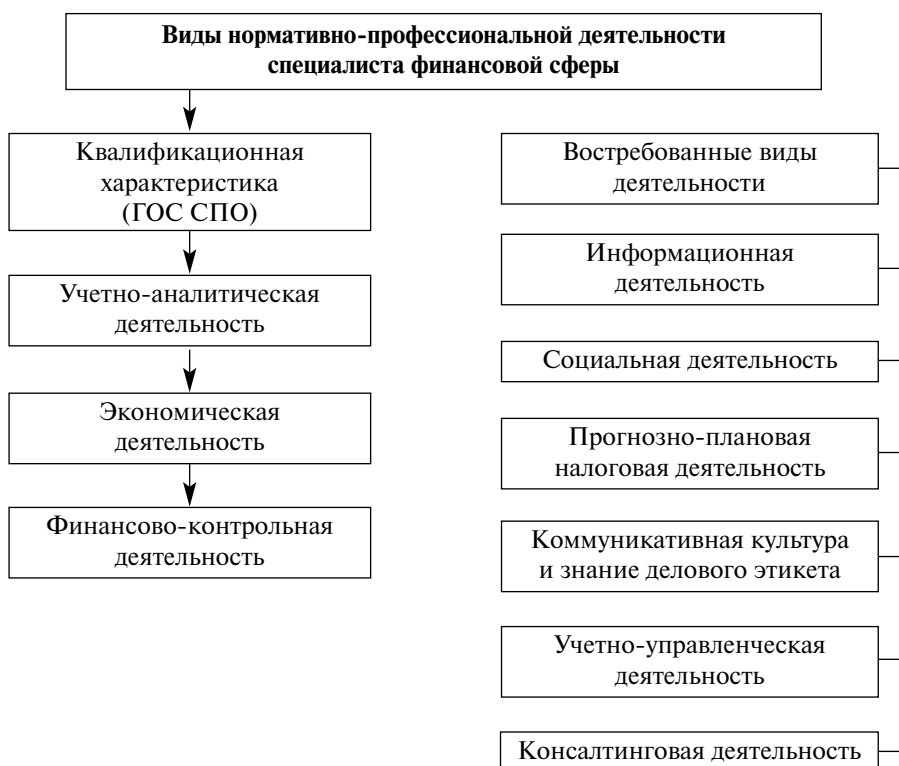 Виды нормативно-профессиональной деятельности
специалиста финансовой сферы
Квалификационная
характеристика
(ГОС СПО)
Учетно-аналитическая
деятельность
Экономическая
деятельность
Финансово-контрольная
деятельность
Востребованные виды
деятельности
Информационная
деятельность
Социальная деятельность
Прогнозно-плановая
налоговая деятельность
Коммуникативная культура
и знание делового этикета
Учетно-управленческая
деятельность
Консалтинговая деятельность